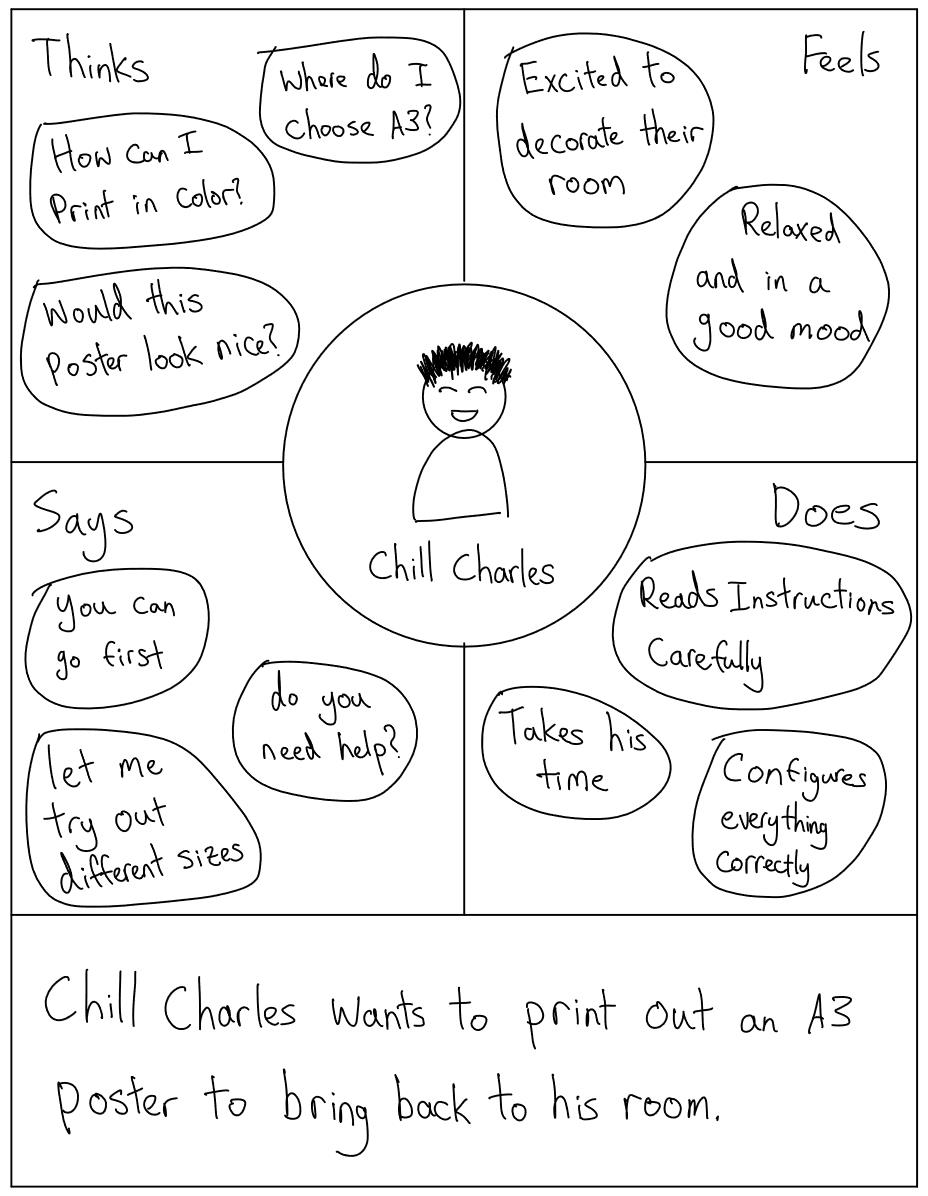 Thinks
Where do I
choose A3?
How can I
Print in color?
Would this
Poster look nice?
Feels
Excited to
decorate their
room
Relaxed
and in a
good mood
Chill Charles
Says
you can
go first
do you
need help?
let me
try out
different sizes
Does
Reads Instructions
Carefully
Takes his
time
Configures
everything
correctly
Chill Charles wants to print out an A3
poster to bring back to his room.